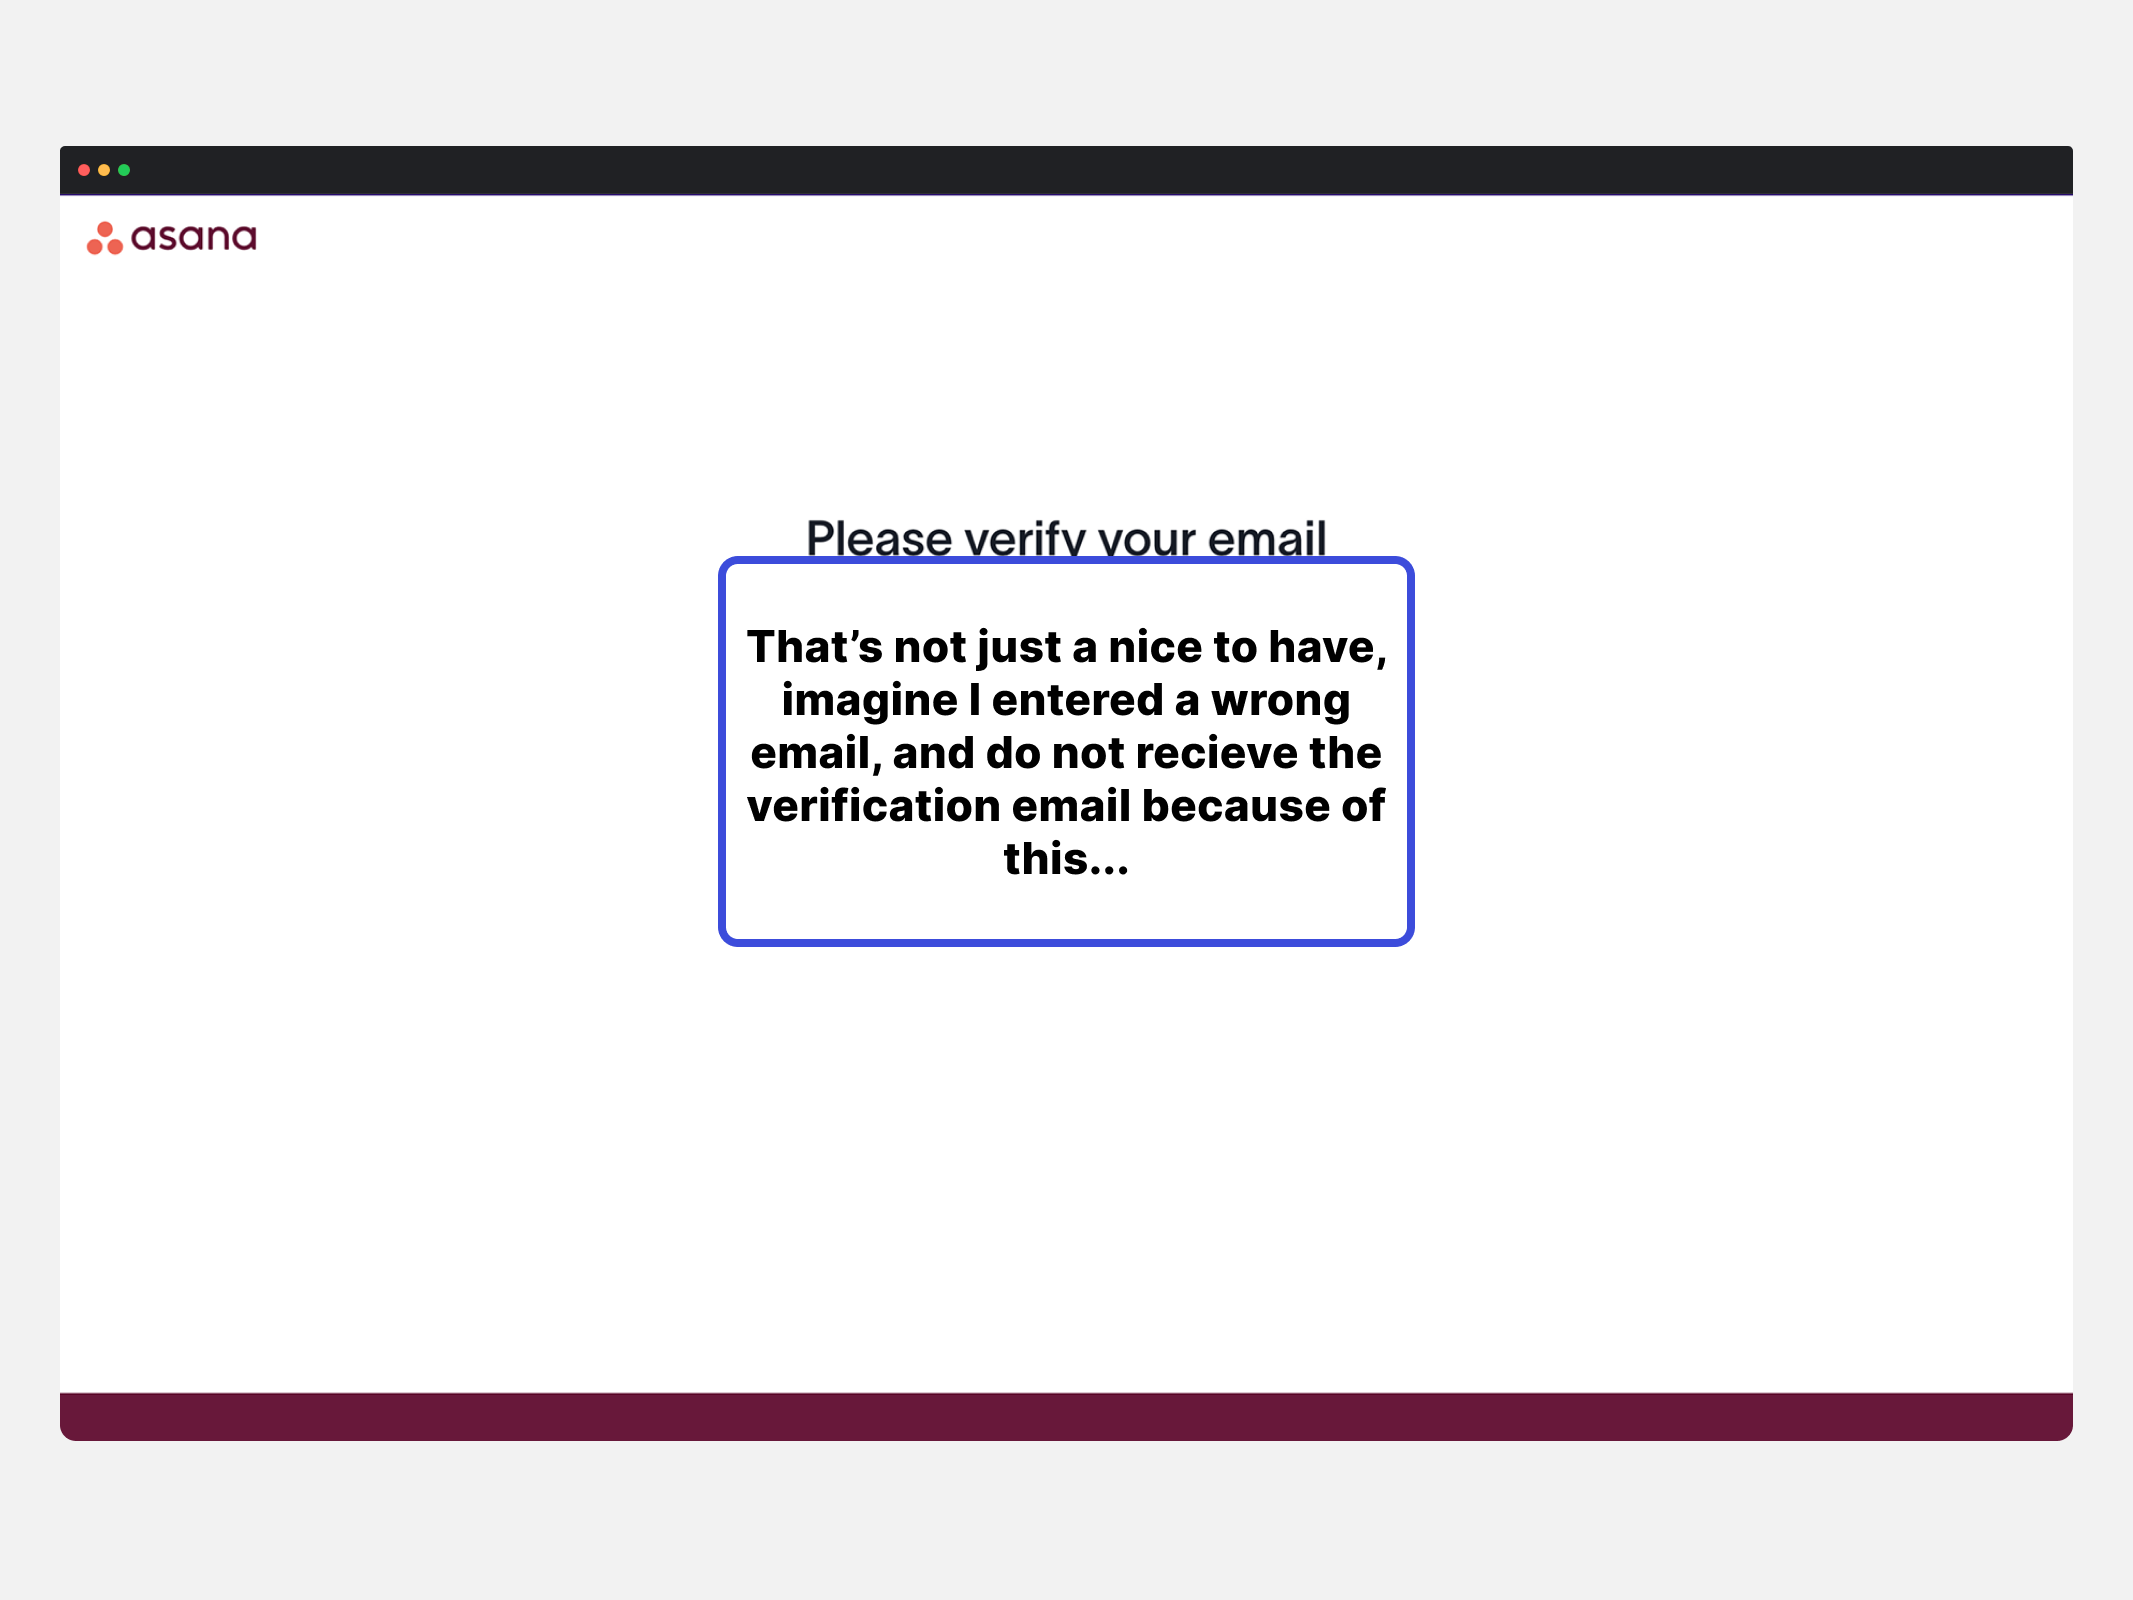 asana
Please verify your email
That’s not just a nice to have,
imagine I entered a wrong
email, and do not recieve the
verification email because of
this...